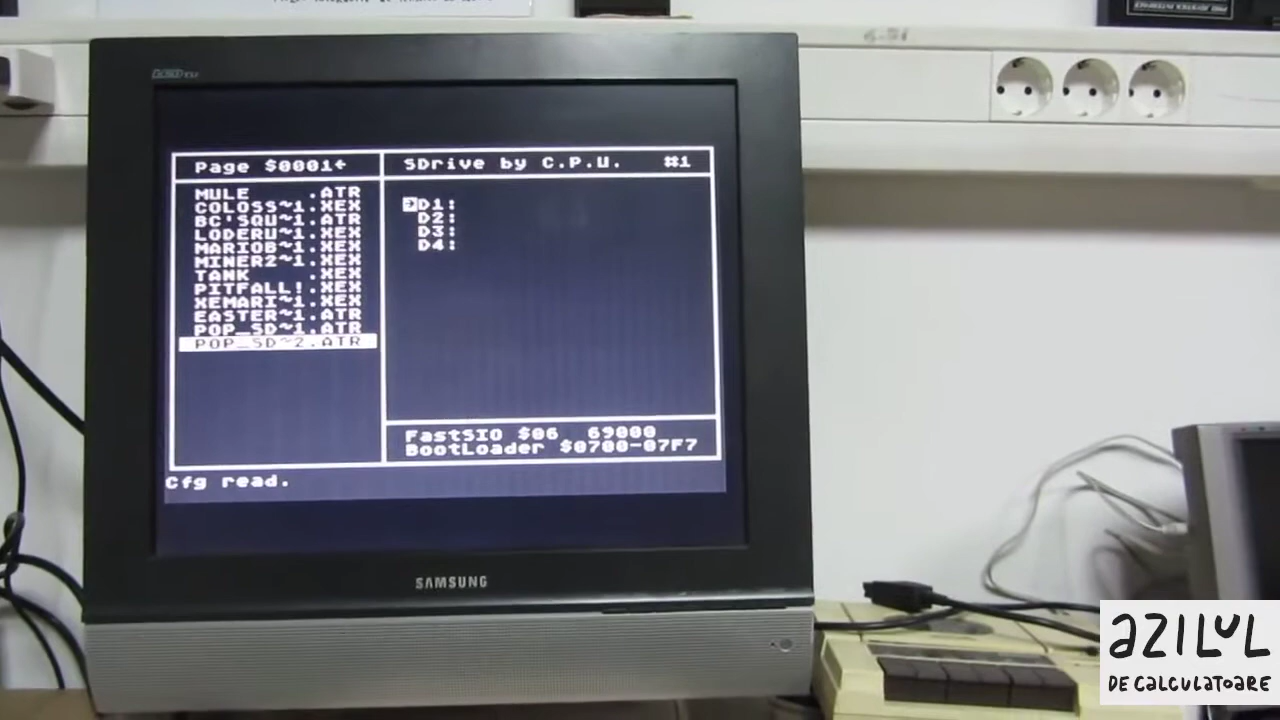 Page $0001←
SDrive by C.P.U. #1
MULE .ATR
COLOSS~1.XEX
BC'SQU~1.ATR
LODERU~1.XEX
MARIOB~1.XEX
MINER2~1.XEX
TANK .XEX
PITFALL!.XEX
XEMARI~1.XEX
EASTER~1.ATR
POP_SD~1.ATR
POP_SD~2.ATR
D1:
D2:
D3:
D4:
FastSIO $06 69000
BootLoader $0700-07F7
Cfg read.
SAMSUNG
AZILUL
DE CALCULATOARE